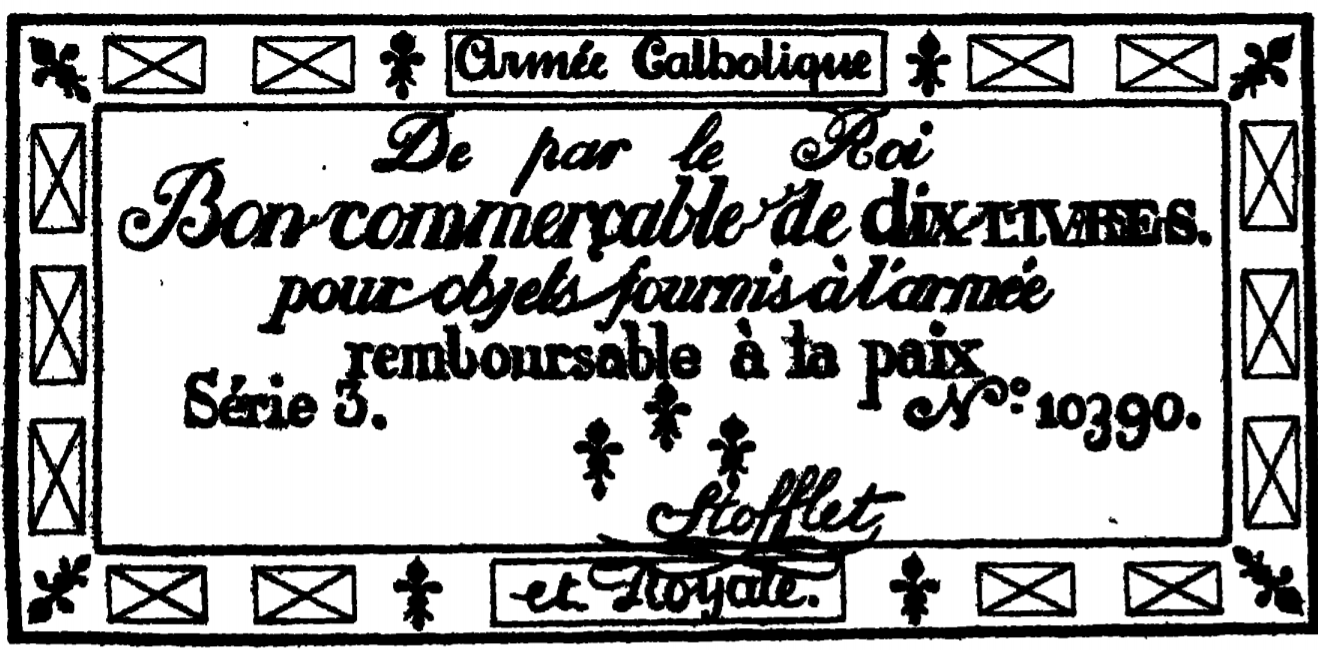 Armée Catholique
De par le Roi
Bon commerçable de dix LIVRES.
pour objets fournis à l'armée
remboursable à la paix
Série 3. Nº: 10390.
Stofflet
et Royale.